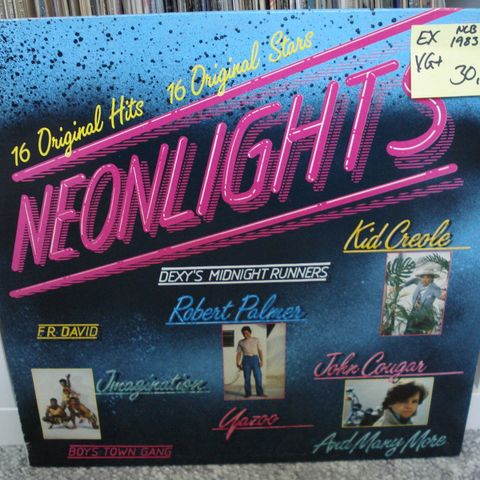 16 Original Hits 16 Original Stars
NEONLIGHTS
EX NCB
1983
VG+
30,
Kid Creole
DEXY'S MIDNIGHT RUNNERS
Robert Palmer
F.R. DAVID
John Cougar
Imagination
Yazoo
And Many More
BOYS TOWN GANG